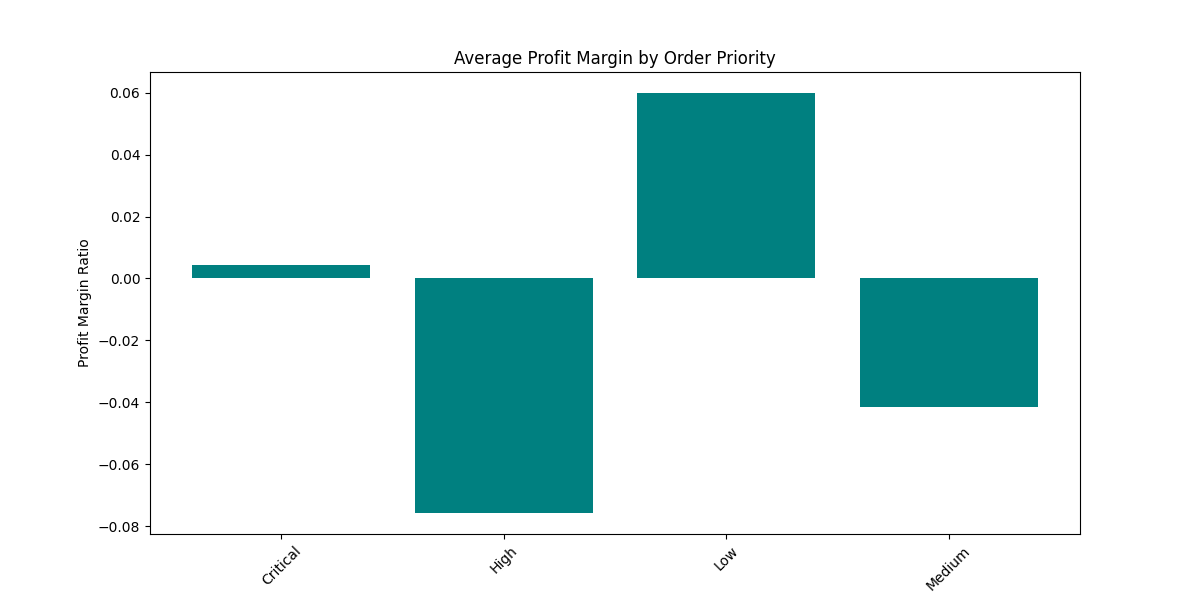 Average Profit Margin by Order Priority
Profit Margin Ratio
0.06
0.04
0.02
0.00
−0.02
−0.04
−0.06
−0.08
Critical
High
Low
Medium